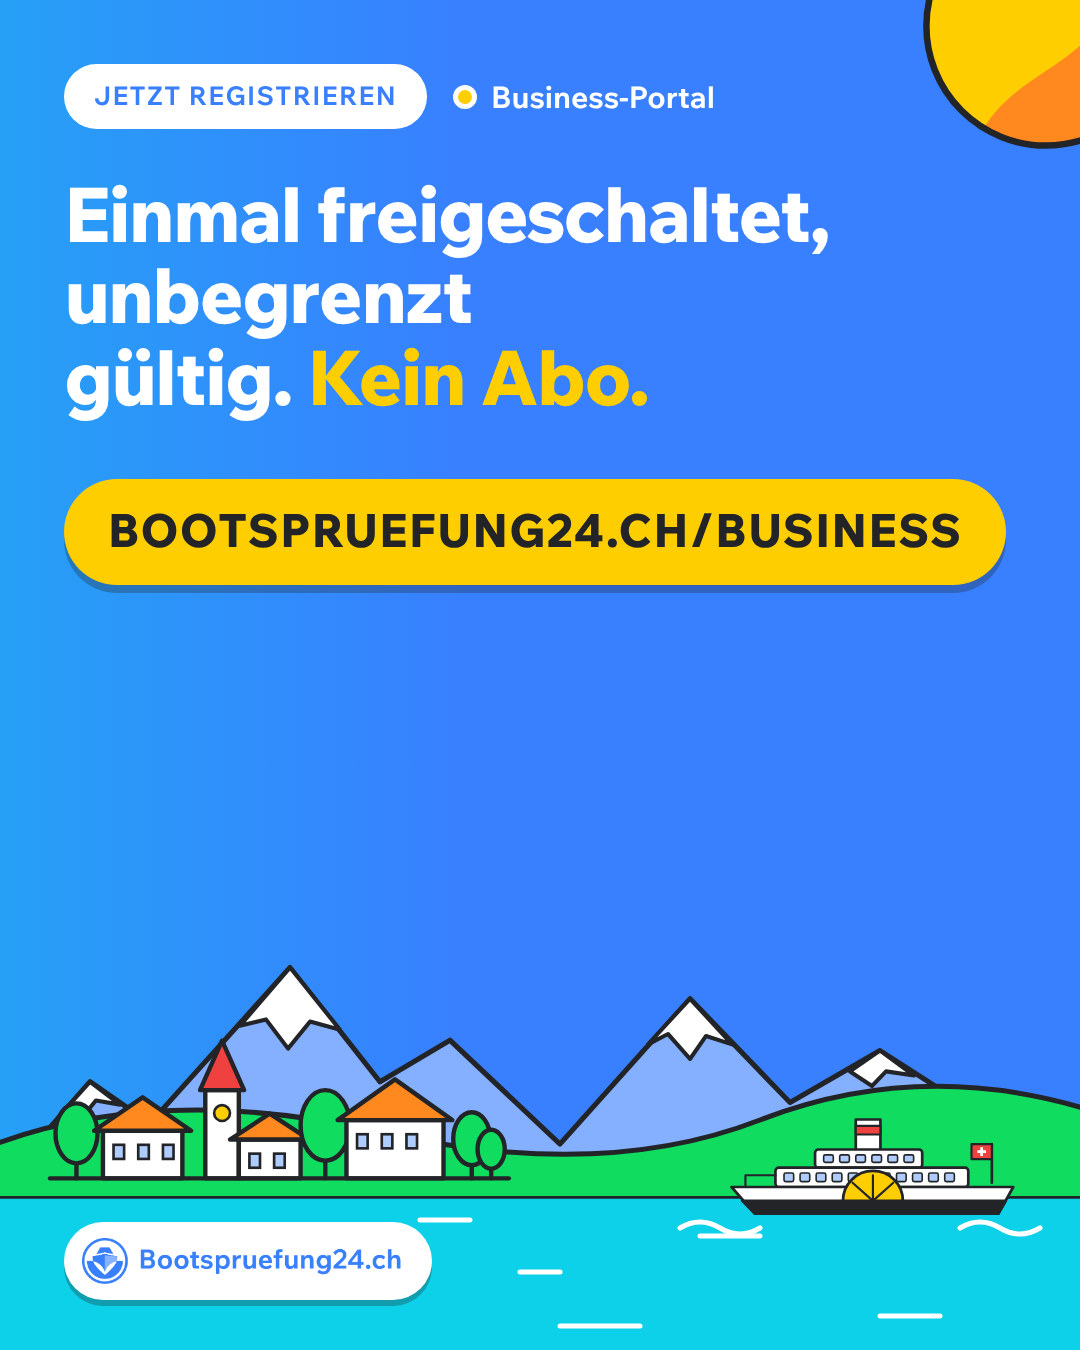 JETZT REGISTRIEREN
Business-Portal
Einmal freigeschaltet,
unbegrenzt
gültig. Kein Abo.
BOOTSPRUEFUNG24.CH/BUSINESS
Bootspruefung24.ch